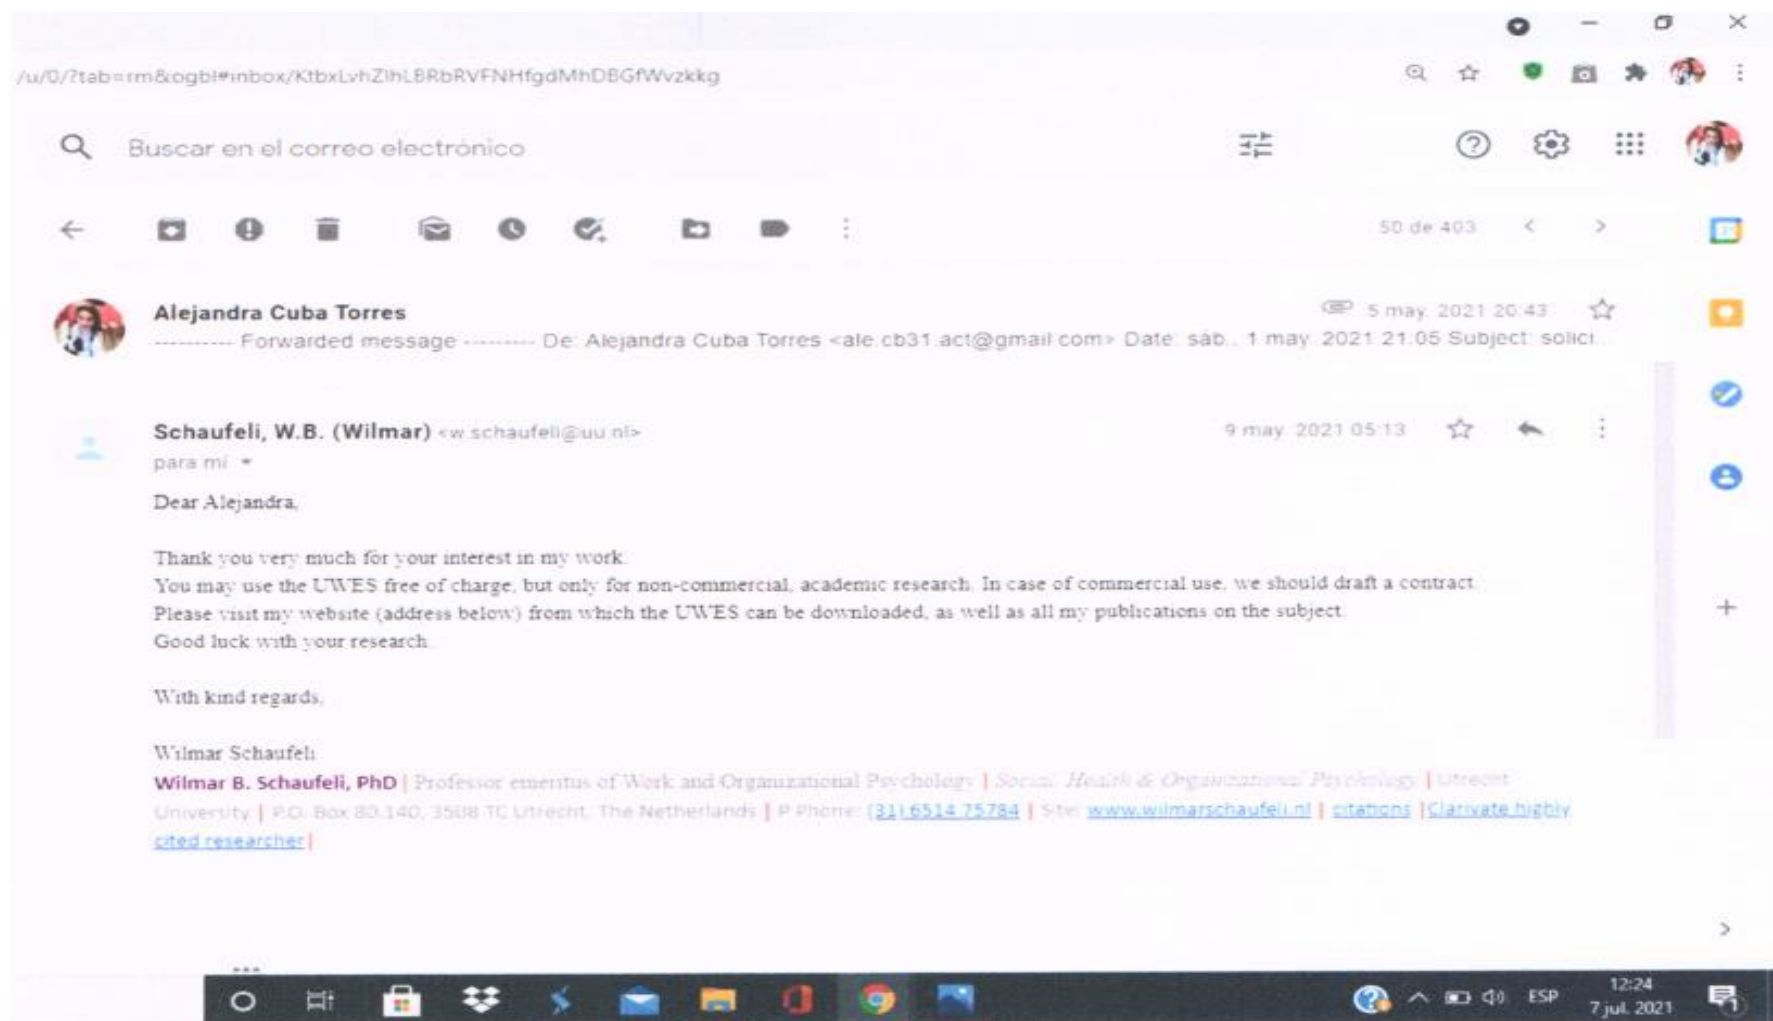 /u/0/?tab=rm&ogbl#inbox/KtbxLvhZlhLBRbRVFNHfgdMhDBGfWvzkkg
Buscar en el correo electrónico
50 de 403
Alejandra Cuba Torres
5 may. 2021 20:43
---------- Forwarded message --------- De: Alejandra Cuba Torres <ale.cb31.act@gmail.com> Date: sáb., 1 may. 2021 21:05 Subject: solici...
Schaufeli, W.B. (Wilmar) <w.schaufeli@uu.nl>
9 may. 2021 05:13
para mí
Dear Alejandra,
Thank you very much for your interest in my work.
You may use the UWES free of charge, but only for non-commercial, academic research. In case of commercial use, we should draft a contract.
Please visit my website (address below) from which the UWES can be downloaded, as well as all my publications on the subject.
Good luck with your research.
With kind regards,
Wilmar Schaufeli
Wilmar B. Schaufeli, PhD | Professor emeritus of Work and Organizational Psychology | Social, Health & Organizational Psychology | Utrecht
University | P.O. Box 80.140, 3508 TC Utrecht, The Netherlands | P Phone: (31) 6514 75784 | Site: www.wilmarschaufeli.nl | citations |Clarivate highly
cited researcher|
ESP
12:24
7 jul. 2021